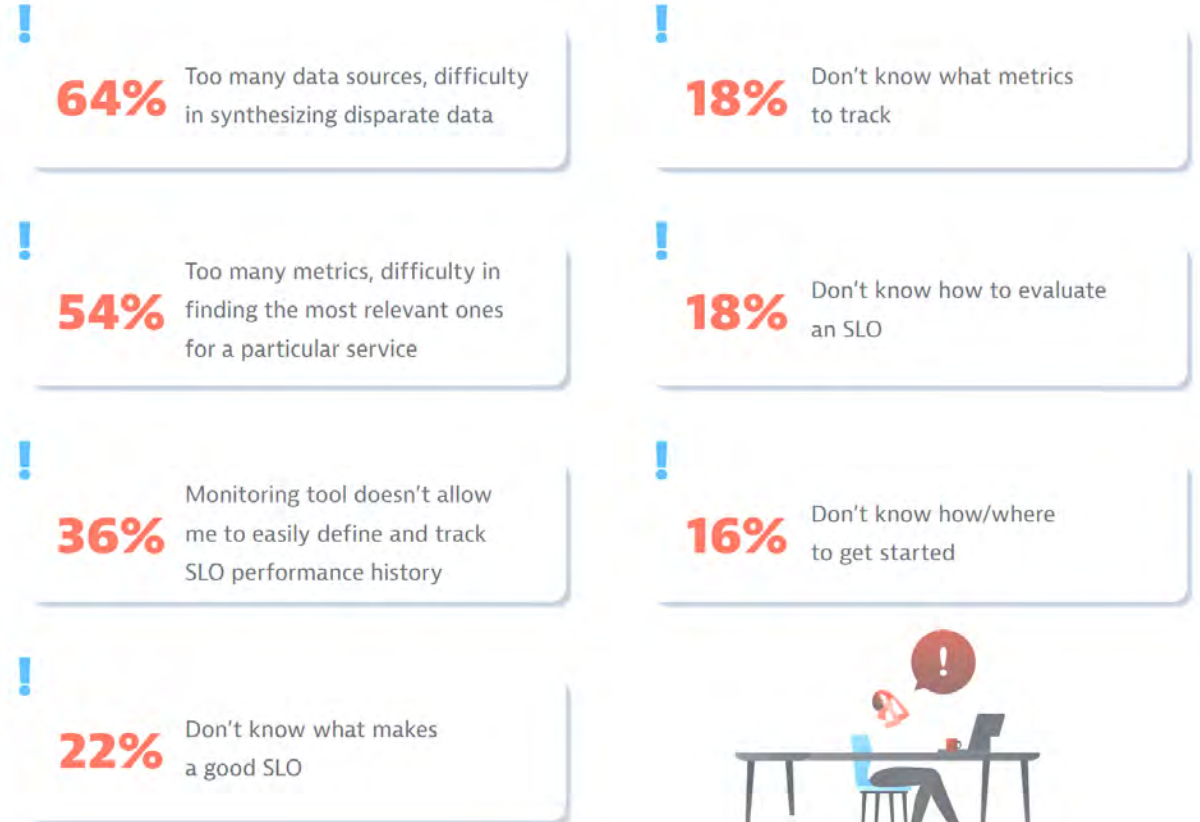 64%
Too many data sources, difficulty
in synthesizing disparate data
54%
Too many metrics, difficulty in
finding the most relevant ones
for a particular service
36%
Monitoring tool doesn't allow
me to easily define and track
SLO performance history
22%
Don't know what makes
a good SLO
18%
Don't know what metrics
to track
18%
Don't know how to evaluate
an SLO
16%
Don't know how/where
to get started